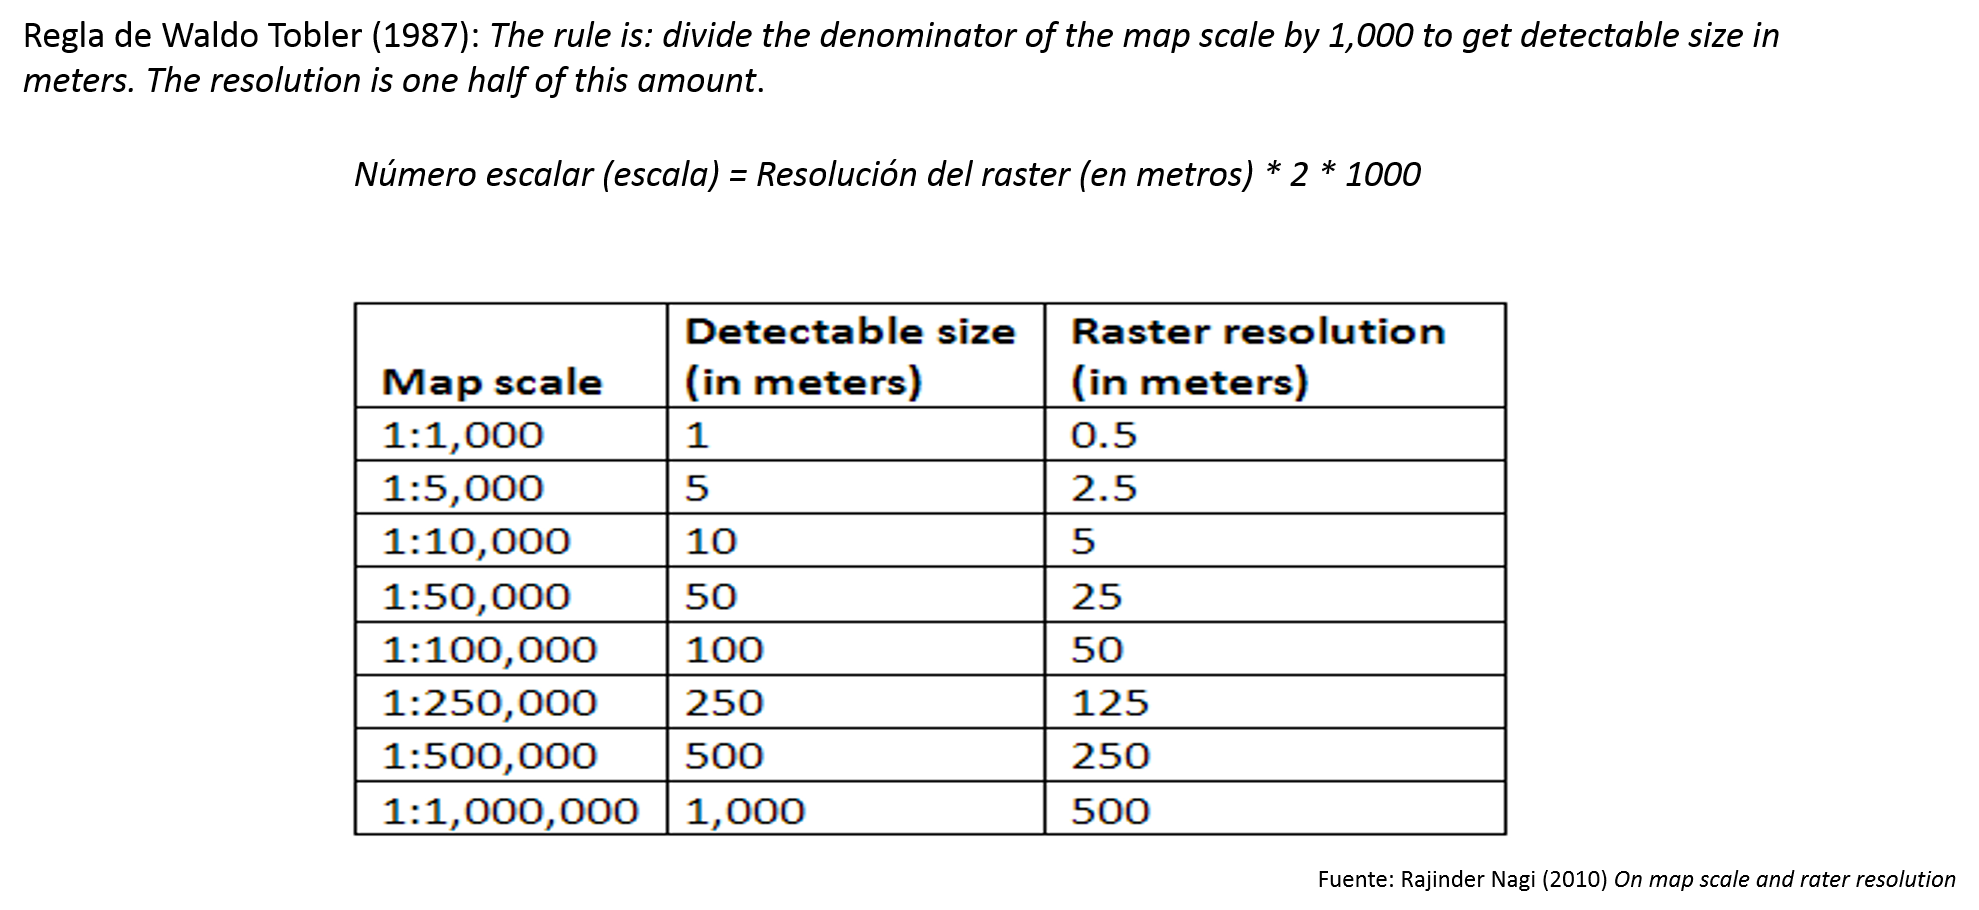 Regla de Waldo Tobler (1987): The rule is: divide the denominator of the map scale by 1,000 to get detectable size in
meters. The resolution is one half of this amount.
Número escalar (escala) = Resolución del raster (en metros) * 2 * 1000
Map scale Detectable size (in meters) Raster resolution (in meters)
1:1,000 1 0.5
1:5,000 5 2.5
1:10,000 10 5
1:50,000 50 25
1:100,000 100 50
1:250,000 250 125
1:500,000 500 250
1:1,000,000 1,000 500
Fuente: Rajinder Nagi (2010) On map scale and rater resolution